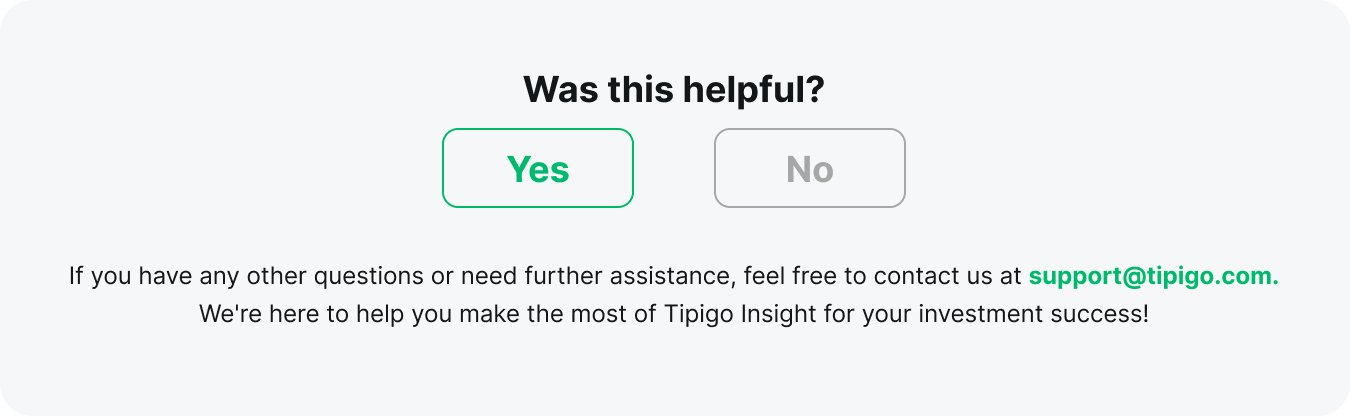 Was this helpful?
Yes
No
If you have any other questions or need further assistance, feel free to contact us at support@tipigo.com.
We're here to help you make the most of Tipigo Insight for your investment success!